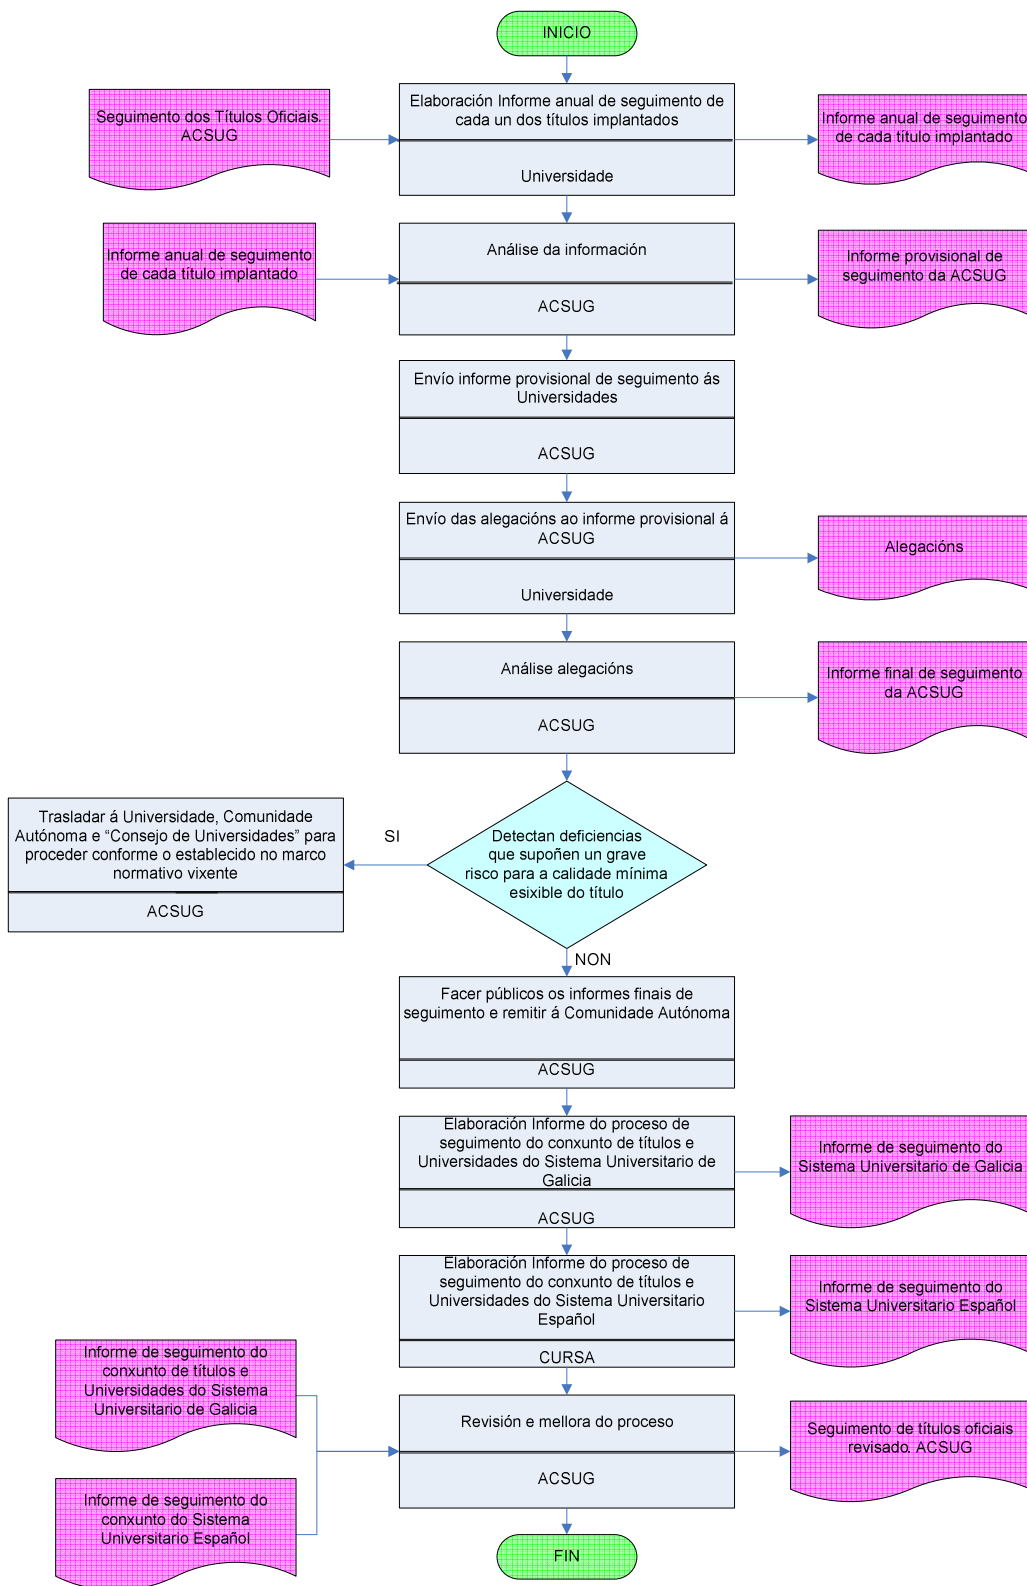 INICIO
Seguimento dos Títulos Oficiais.
ACSUG
Elaboración Informe anual de seguimento de
cada un dos títulos implantados
Universidade
Informe anual de seguimento
de cada título implantado
Informe anual de seguimento
de cada título implantado
Análise da información
ACSUG
Informe provisional de
seguimento da ACSUG
Envío informe provisional de seguimento ás
Universidades
ACSUG
Envío das alegacións ao informe provisional á
ACSUG
Universidade
Alegacións
Análise alegacións
ACSUG
Informe final de seguimento
da ACSUG
Detectan deficiencias
que supoñen un grave
risco para a calidade mínima
esixible do título
SI
Trasladar á Universidade, Comunidade
Autónoma e “Consejo de Universidades” para
proceder conforme o establecido no marco
normativo vixente
ACSUG
NON
Facer públicos os informes finais de
seguimento e remitir á Comunidade Autónoma
ACSUG
Elaboración Informe do proceso de
seguimento do conxunto de títulos e
Universidades do Sistema Universitario de
Galicia
ACSUG
Informe de seguimento do
Sistema Universitario de Galicia
Elaboración Informe do proceso de
seguimento do conxunto de títulos e
Universidades do Sistema Universitario
Español
CURSA
Informe de seguimento do
Sistema Universitario Español
Informe de seguimento do
conxunto de títulos e
Universidades do Sistema
Universitario de Galicia
Informe de seguimento do
conxunto do Sistema
Universitario Español
Revisión e mellora do proceso
ACSUG
Seguimento de títulos oficiais
revisado. ACSUG
FIN